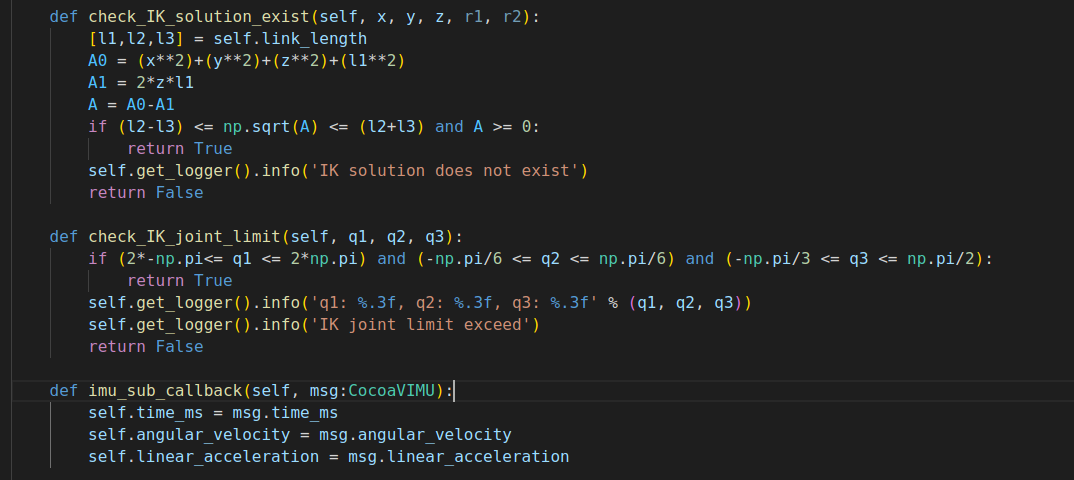 def check_IK_solution_exist(self, x, y, z, r1, r2):
    [l1,l2,l3] = self.link_length
    A0 = (x**2)+(y**2)+(z**2)+(l1**2)
    A1 = 2*z*l1
    A = A0-A1
    if (l2-l3) <= np.sqrt(A) <= (l2+l3) and A >= 0:
        return True
    self.get_logger().info('IK solution does not exist')
    return False

def check_IK_joint_limit(self, q1, q2, q3):
    if (2*-np.pi<= q1 <= 2*np.pi) and (-np.pi/6 <= q2 <= np.pi/6) and (-np.pi/3 <= q3 <= np.pi/2):
        return True
    self.get_logger().info('q1: %.3f, q2: %.3f, q3: %.3f' % (q1, q2, q3))
    self.get_logger().info('IK joint limit exceed')
    return False

def imu_sub_callback(self, msg:CocoaVIMU):
    self.time_ms = msg.time_ms
    self.angular_velocity = msg.angular_velocity
    self.linear_acceleration = msg.linear_acceleration